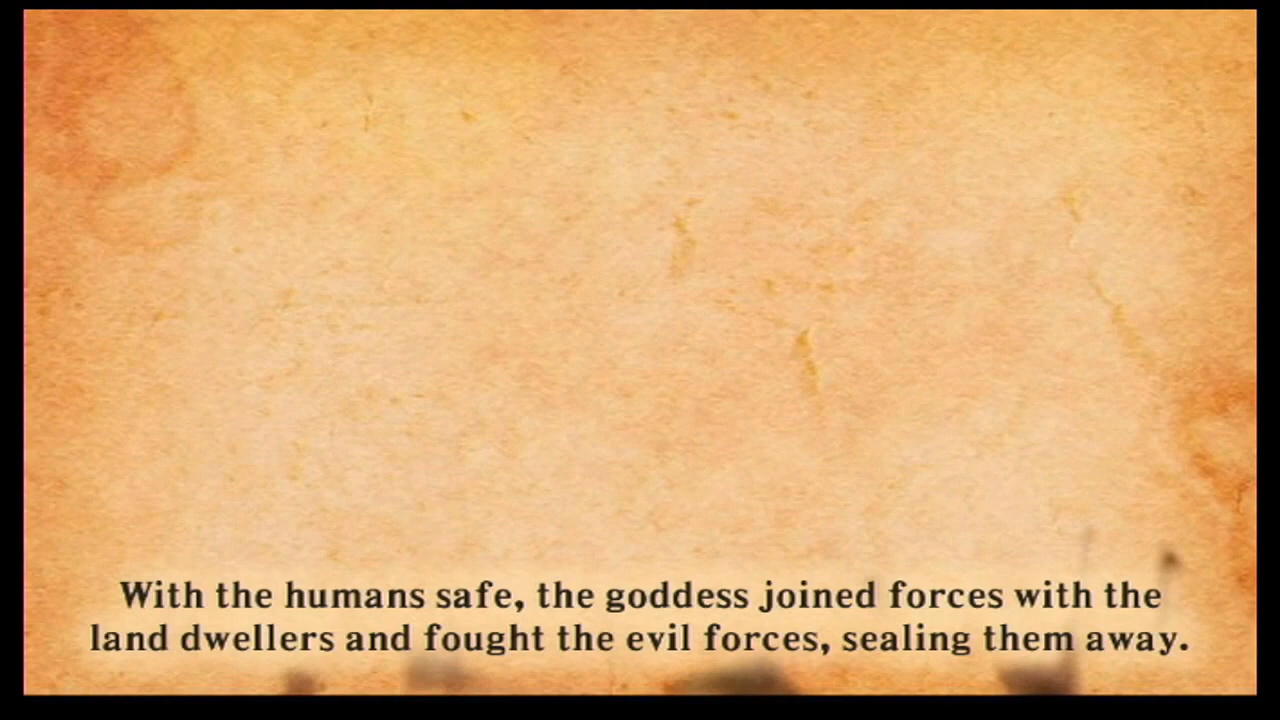 With the humans safe, the goddess joined forces with the
land dwellers and fought the evil forces, sealing them away.